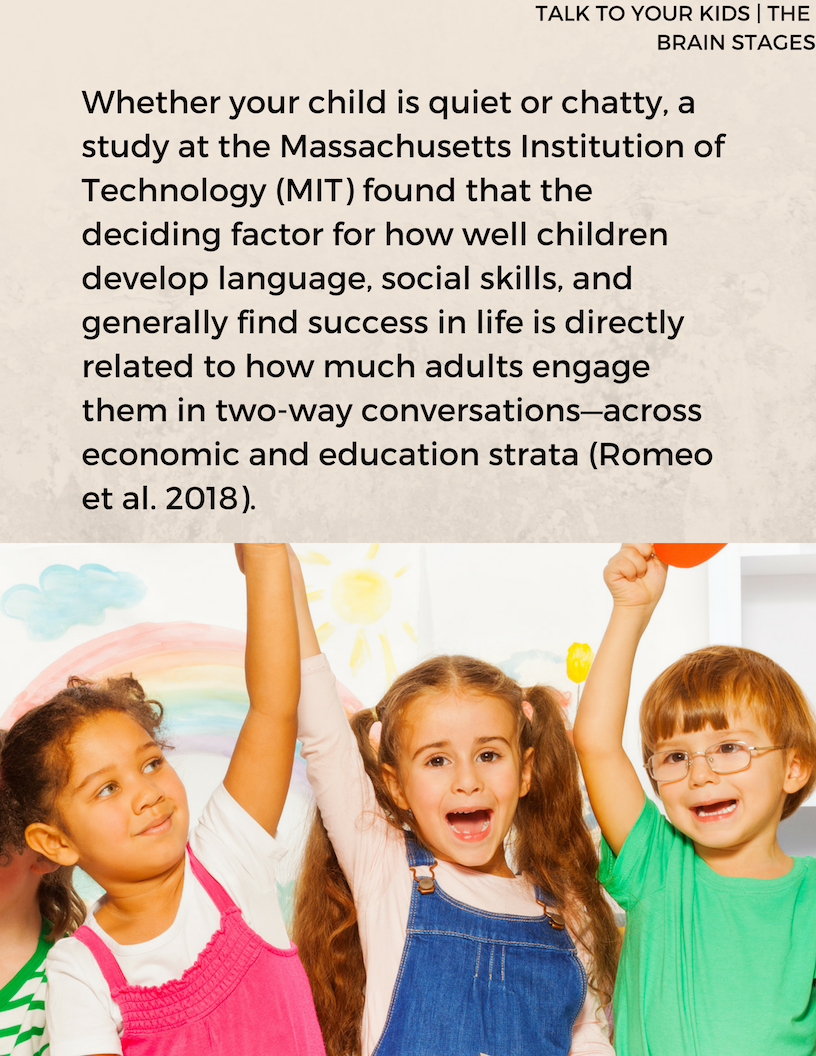 TALK TO YOUR KIDS | THE
BRAIN STAGES
Whether your child is quiet or chatty, a
study at the Massachusetts Institution of
Technology (MIT) found that the
deciding factor for how well children
develop language, social skills, and
generally find success in life is directly
related to how much adults engage
them in two-way conversations—across
economic and education strata (Romeo
et al. 2018).